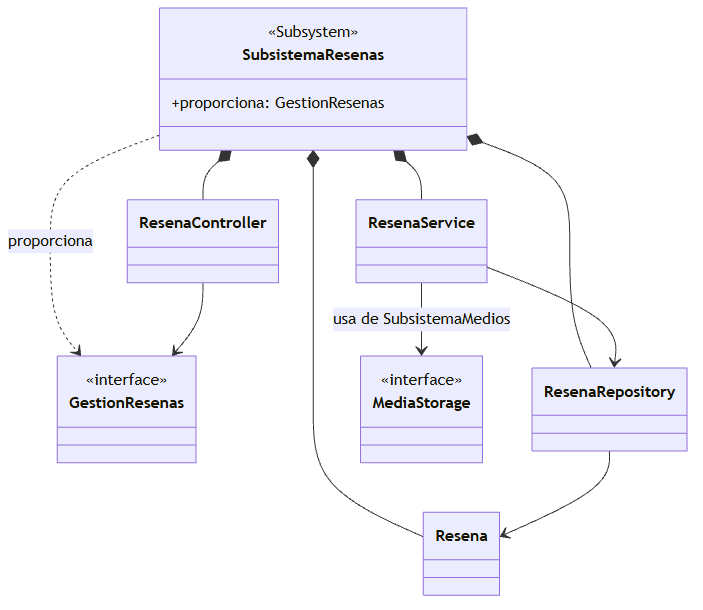 «Subsystem»
SubsistemaResenas
+proporciona: GestionResenas
ResenaController
ResenaService
proporciona
usa de SubsistemaMedios
«interface»
GestionResenas
«interface»
MediaStorage
ResenaRepository
Resena